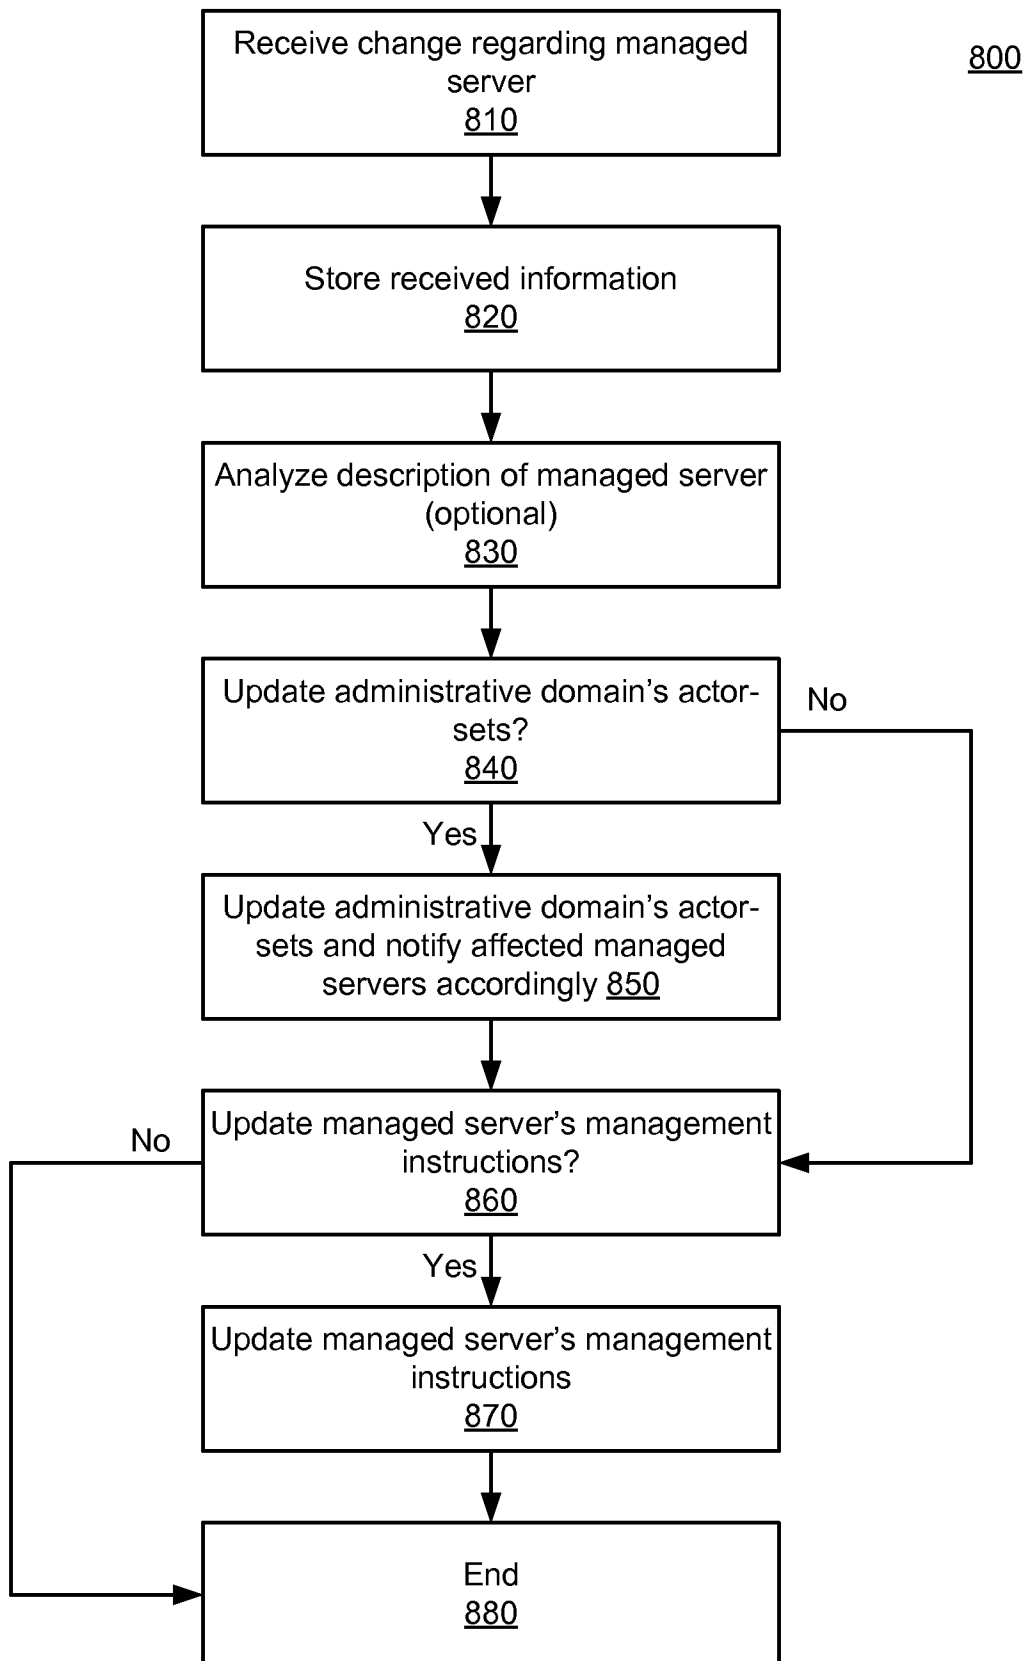 Receive change regarding managed
server
810
800
Store received information
820
Analyze description of managed server
(optional)
830
Update administrative domain’s actor-
sets?
840
No
Yes
Update administrative domain’s actor-
sets and notify affected managed
servers accordingly 850
Update managed server’s management
instructions?
860
No
Yes
Update managed server’s management
instructions
870
End
880